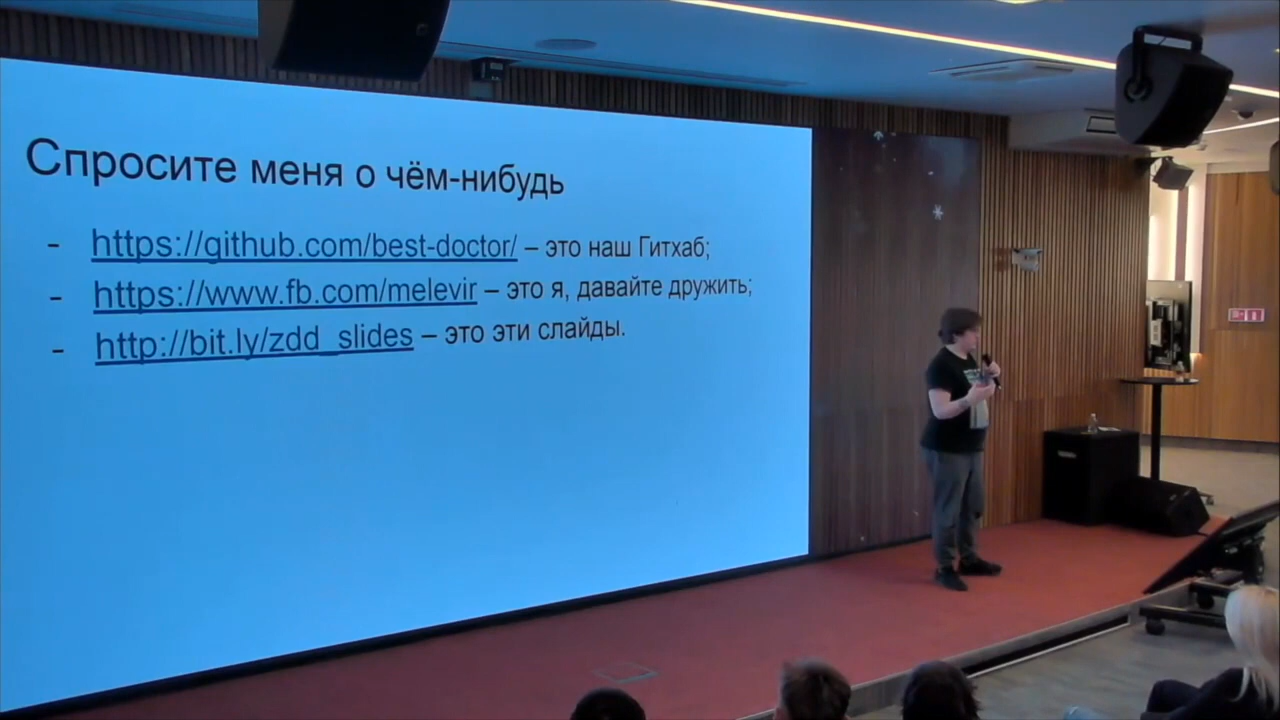 Спросите меня о чём-нибудь
- https://github.com/best-doctor/ – это наш Гитхаб;
- https://www.fb.com/melevir – это я, давайте дружить;
- http://bit.ly/zdd_slides – это эти слайды.